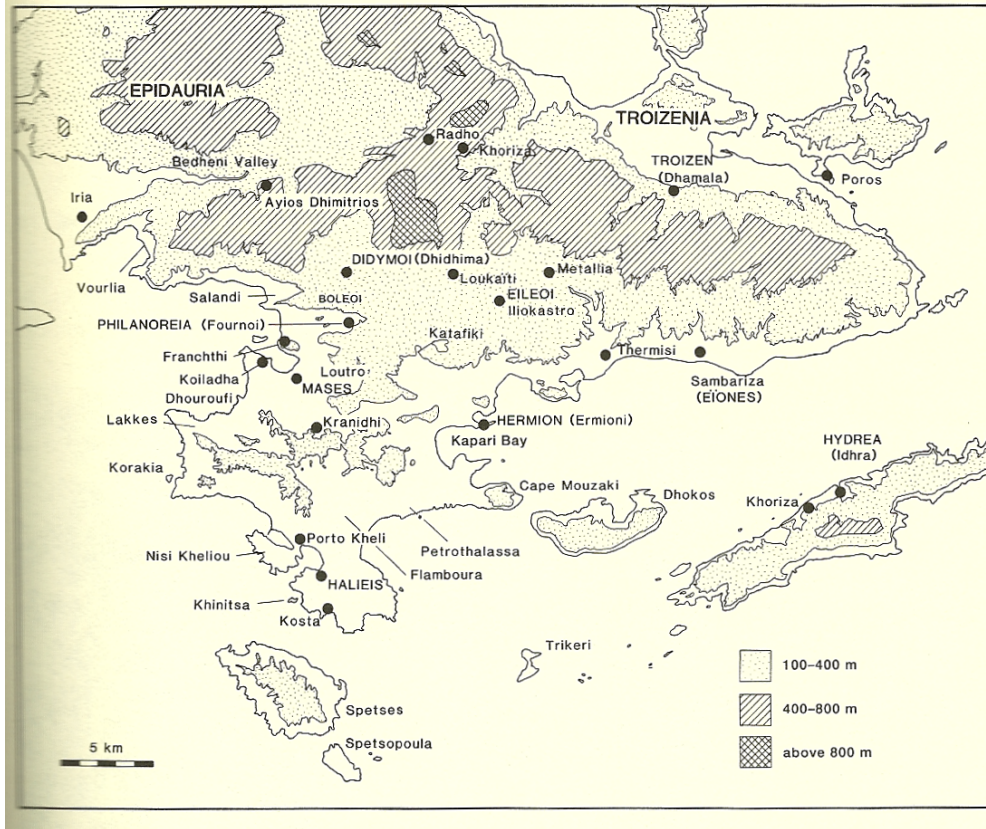 EPIDAURIA
TROIZENIA
Radho
Khoriza
Bedheni Valley
TROIZEN
(Dhamala)
Poros
Iria
Ayios Dhimitrios
DIDYMOI (Dhidhima)
Loukaïti
Metallia
Vourlia
Salandi
BOLEOI
EILEOI
Iliokastro
PHILANOREIA (Fournoi)
Katafiki
Franchthi
Thermisi
Koiladha
Loutro
MASES
Sambariza
(EÏONES)
Dhouroufi
Lakkes
Kranidhi
HERMION (Ermioni)
Kapari Bay
HYDREA
(Idhra)
Korakia
Cape Mouzaki
Dhokos
Khoriza
Porto Kheli
Nisi Kheliou
Petrothalassa
Flamboura
HALIEIS
Khinitsa
Kosta
Trikeri
100–400 m
Spetses
400–800 m
Spetsopoula
5 km
above 800 m